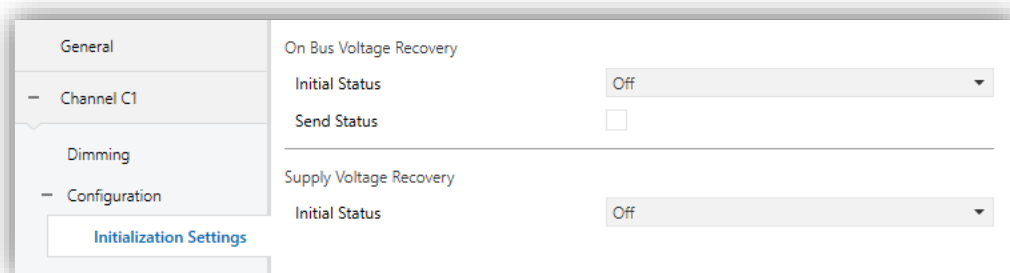 General
− Channel C1
Dimming
− Configuration
Initialization Settings
On Bus Voltage Recovery
Initial Status Off
Send Status
Supply Voltage Recovery
Initial Status Off